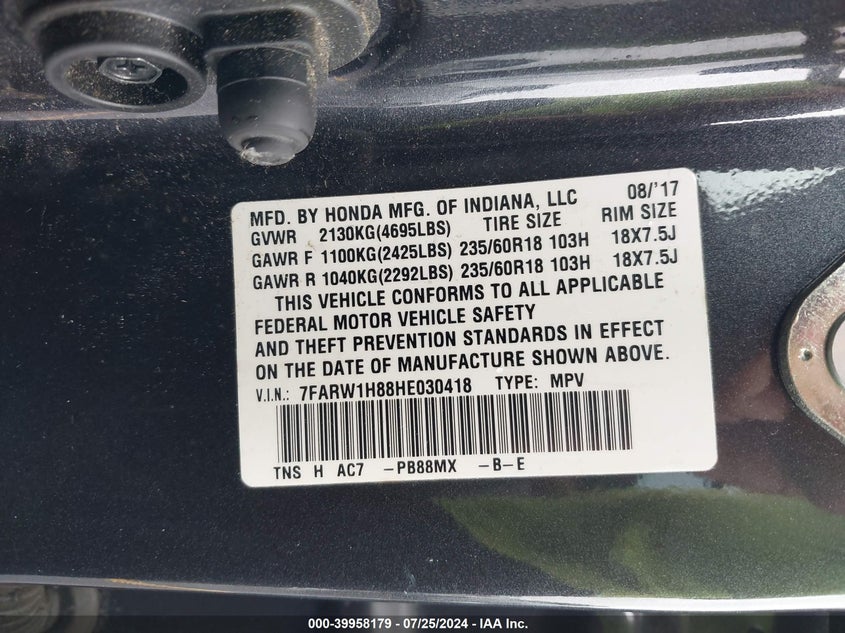 MFD. BY HONDA MFG. OF INDIANA, LLC 08/'17
GVWR 2130KG(4695LBS) TIRE SIZE RIM SIZE
GAWR F 1100KG(2425LBS) 235/60R18 103H 18X7.5J
GAWR R 1040KG(2292LBS) 235/60R18 103H 18X7.5J
THIS VEHICLE CONFORMS TO ALL APPLICABLE
FEDERAL MOTOR VEHICLE SAFETY
AND THEFT PREVENTION STANDARDS IN EFFECT
ON THE DATE OF MANUFACTURE SHOWN ABOVE.
V.I.N.: 7FARW1H88HE030418 TYPE: MPV
TNS H AC7 -PB88MX -B-E
000-39958179 - 07/25/2024 - IAA Inc.